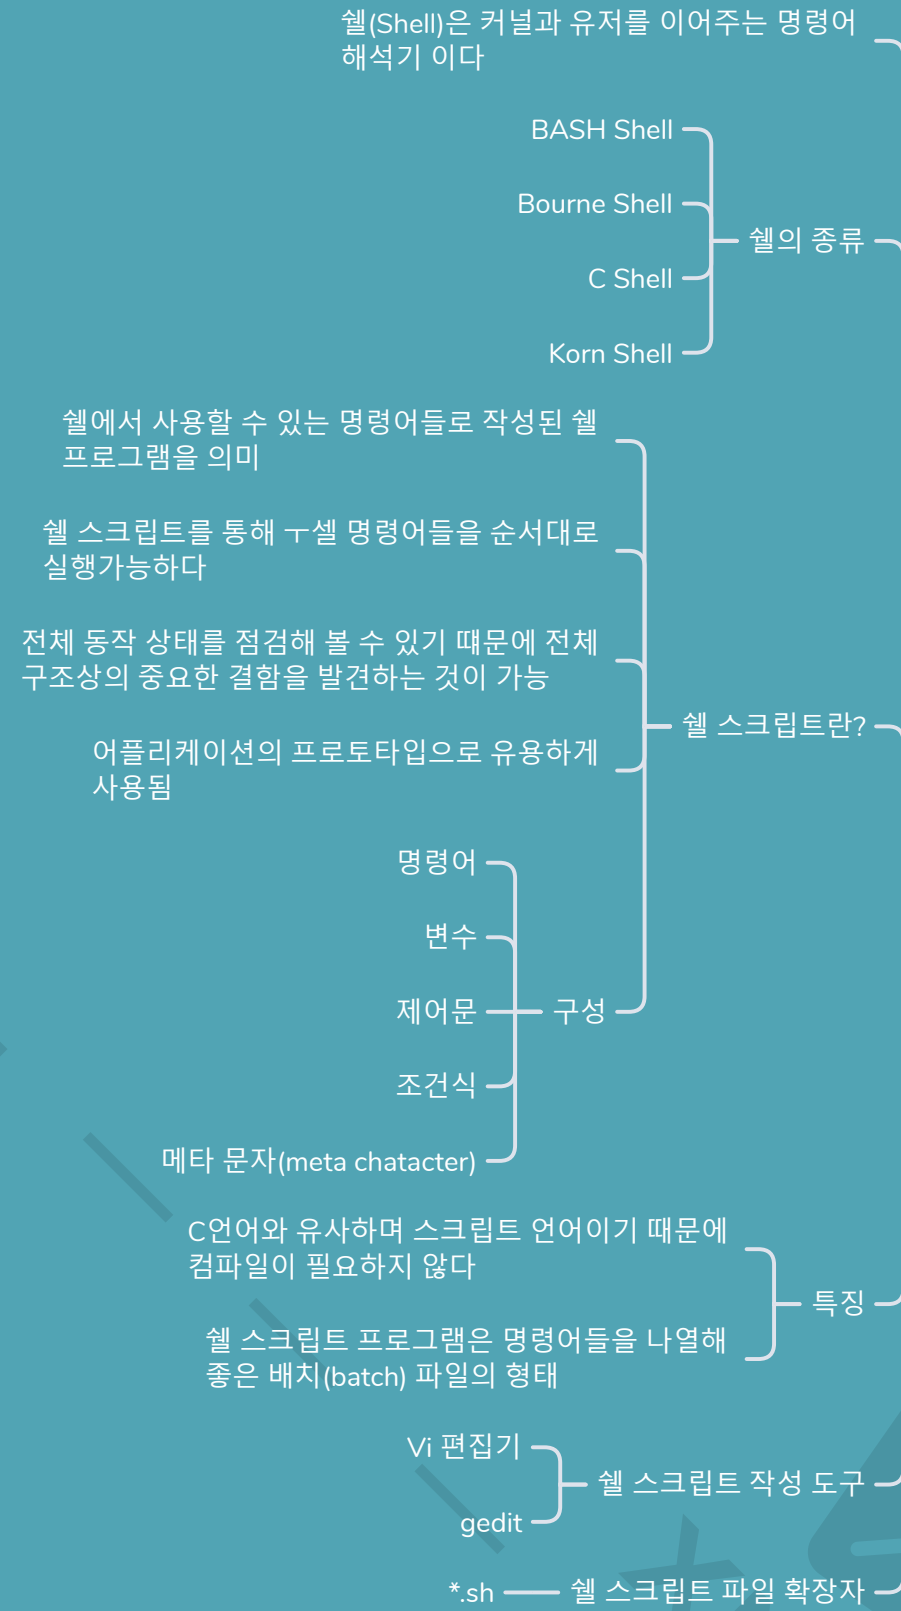 쉘(Shell)은 커널과 유저를 이어주는 명령어
해석기 이다
BASH Shell
Bourne Shell
C Shell
Korn Shell
쉘의 종류
쉘에서 사용할 수 있는 명령어들로 작성된 쉘
프로그램을 의미
쉘 스크립트를 통해 ㅜ셀 명령어들을 순서대로
실행가능하다
전체 동작 상태를 점검해 볼 수 있기 떄문에 전체
구조상의 중요한 결함을 발견하는 것이 가능
어플리케이션의 프로토타입으로 유용하게
사용됨
쉘 스크립트란?
명령어
변수
제어문
조건식
메타 문자(meta chatacter)
구성
C언어와 유사하며 스크립트 언어이기 때문에
컴파일이 필요하지 않다
쉘 스크립트 프로그램은 명령어들을 나열해
좋은 배치(batch) 파일의 형태
특징
Vi 편집기
gedit
쉘 스크립트 작성 도구
*.sh
쉘 스크립트 파일 확장자